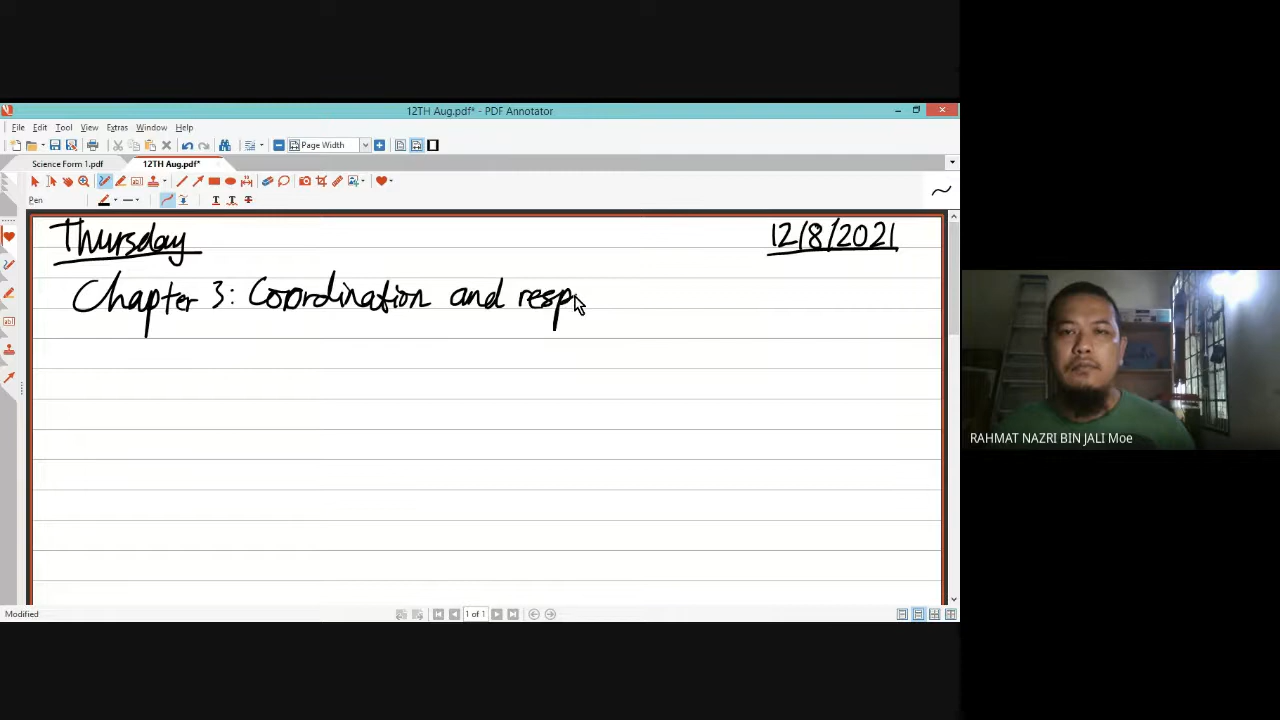 12TH Aug.pdf* - PDF Annotator
File Edit Tool View Extras Window Help
Page Width
Science Form 1.pdf 12TH Aug.pdf*
Pen
Thursday 12/8/2021
Chapter 3: Coordination and resp
RAHMAT NAZRI BIN JALI Moe
Modified 1 of 1